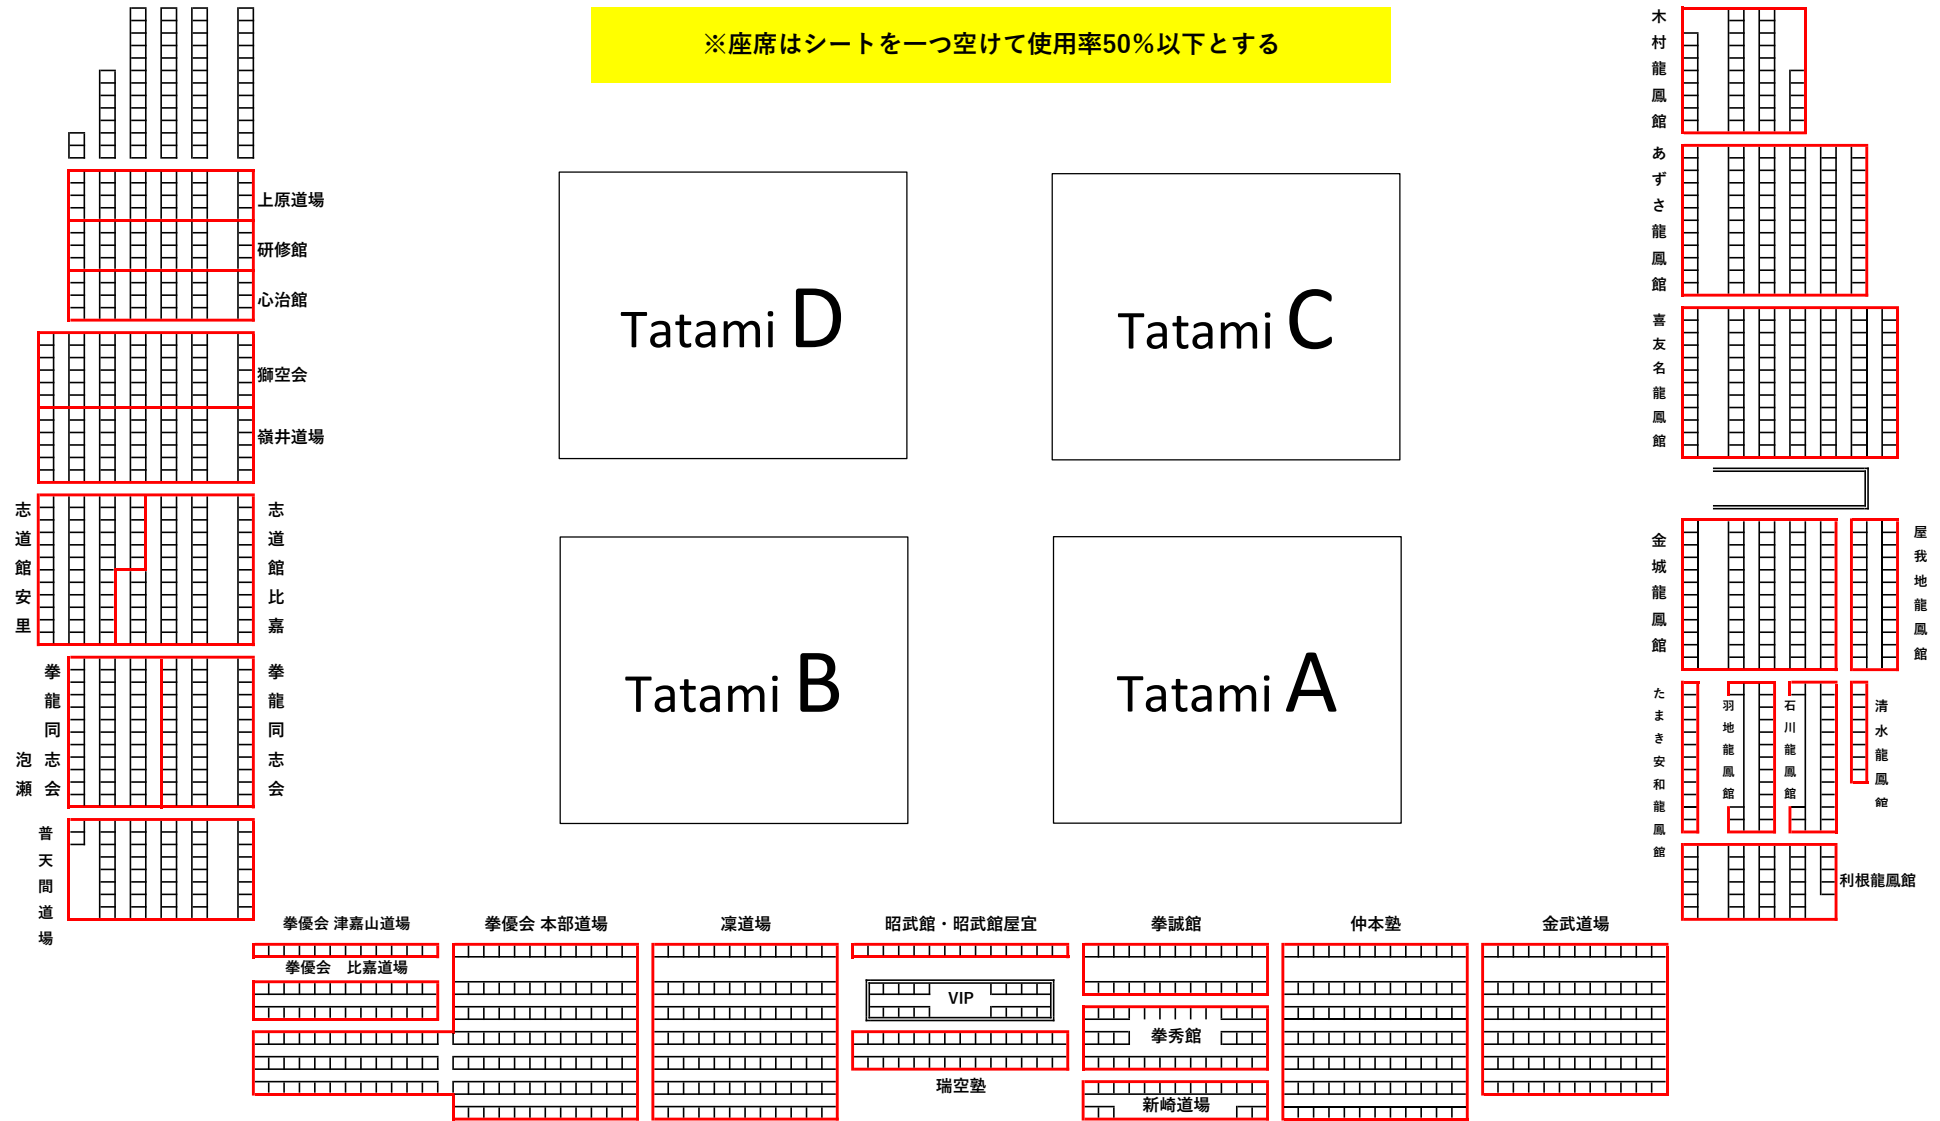 ※座席はシートを一つ空けて使用率50%以下とする
上原道場
研修館
心治館
獅空会
嶺井道場
志道館安里
志道館比嘉
拳龍同志会
泡瀬
拳龍同志会
普天間道場
Tatami D
Tatami C
Tatami B
Tatami A
木村龍鳳館
あずさ龍鳳館
喜友名龍鳳館
金城龍鳳館
屋我地龍鳳館
たまき安和龍鳳館
羽地龍鳳館
石川龍鳳館
清水龍鳳館
利根龍鳳館
拳優会 津嘉山道場
拳優会　比嘉道場
拳優会 本部道場
凜道場
昭武館・昭武館屋宜
VIP
瑞空塾
拳誠館
拳秀館
新崎道場
仲本塾
金武道場